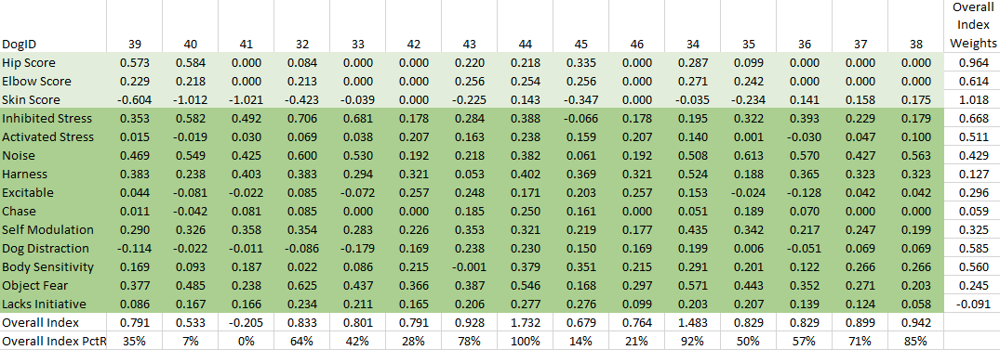 Overall
Index
DogID 39 40 41 32 33 42 43 44 45 46 34 35 36 37 38 Weights
Hip Score 0.573 0.584 0.000 0.084 0.000 0.000 0.220 0.218 0.335 0.000 0.287 0.099 0.000 0.000 0.000 0.964
Elbow Score 0.229 0.218 0.000 0.213 0.000 0.000 0.256 0.254 0.256 0.000 0.271 0.242 0.000 0.000 0.000 0.614
Skin Score -0.604 -1.012 -1.021 -0.423 -0.039 0.000 -0.225 0.143 -0.347 0.000 -0.035 -0.234 0.141 0.158 0.175 1.018
Inhibited Stress 0.353 0.582 0.492 0.706 0.681 0.178 0.284 0.388 -0.066 0.178 0.195 0.322 0.393 0.229 0.179 0.668
Activated Stress 0.015 -0.019 0.030 0.069 0.038 0.207 0.163 0.238 0.159 0.207 0.140 0.001 -0.030 0.047 0.100 0.511
Noise 0.469 0.549 0.425 0.600 0.530 0.192 0.218 0.382 0.061 0.192 0.508 0.613 0.570 0.427 0.563 0.429
Harness 0.383 0.238 0.403 0.383 0.294 0.321 0.053 0.402 0.369 0.321 0.524 0.188 0.365 0.323 0.323 0.127
Excitable 0.044 -0.081 -0.022 0.085 -0.072 0.257 0.248 0.171 0.203 0.257 0.153 -0.024 -0.128 0.042 0.042 0.296
Chase 0.011 -0.042 0.081 0.085 0.000 0.000 0.185 0.250 0.161 0.000 0.051 0.189 0.070 0.000 0.000 0.059
Self Modulation 0.290 0.326 0.358 0.354 0.283 0.226 0.353 0.321 0.219 0.177 0.435 0.342 0.217 0.247 0.199 0.325
Dog Distraction -0.114 -0.022 -0.011 -0.086 -0.179 0.169 0.238 0.230 0.150 0.169 0.199 0.006 -0.051 0.069 0.069 0.585
Body Sensitivity 0.169 0.093 0.187 0.022 0.086 0.215 -0.001 0.379 0.351 0.215 0.291 0.201 0.122 0.266 0.266 0.560
Object Fear 0.377 0.485 0.238 0.625 0.437 0.366 0.387 0.546 0.168 0.297 0.571 0.443 0.352 0.271 0.203 0.245
Lacks Initiative 0.086 0.167 0.166 0.234 0.211 0.165 0.206 0.277 0.276 0.099 0.203 0.207 0.139 0.124 0.058 -0.091
Overall Index 0.791 0.533 -0.205 0.833 0.801 0.791 0.928 1.732 0.679 0.764 1.483 0.829 0.829 0.899 0.942
Overall Index PctR 35% 7% 0% 64% 42% 28% 78% 100% 14% 21% 92% 50% 57% 71% 85%